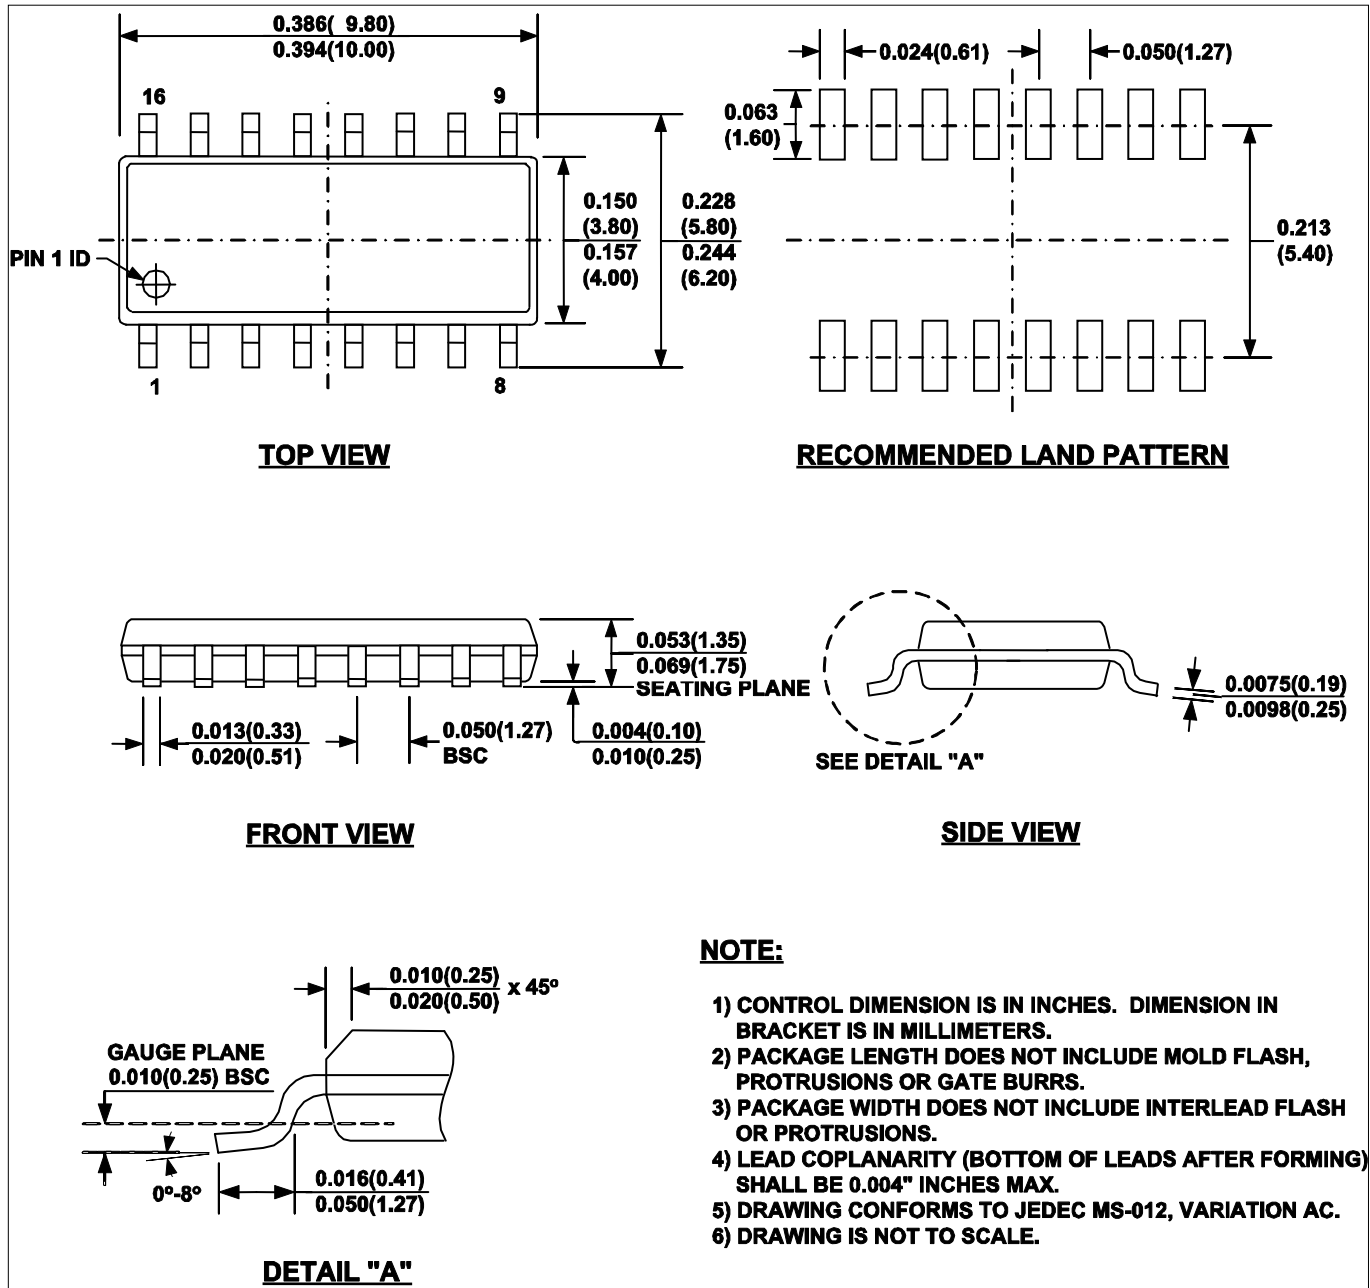 0.386( 9.80)
0.394(10.00)
16
9
0.150
(3.80)
0.157
(4.00)
0.228
(5.80)
0.244
(6.20)
PIN 1 ID
1
8
TOP VIEW
0.024(0.61)
0.050(1.27)
0.063
(1.60)
0.213
(5.40)
RECOMMENDED LAND PATTERN
0.053(1.35)
0.069(1.75)
SEATING PLANE
0.013(0.33)
0.020(0.51)
0.050(1.27)
BSC
0.004(0.10)
0.010(0.25)
FRONT VIEW
0.0075(0.19)
0.0098(0.25)
SEE DETAIL "A"
SIDE VIEW
0.010(0.25)
0.020(0.50)
x 45º
GAUGE PLANE
0.010(0.25) BSC
0º-8º
0.016(0.41)
0.050(1.27)
DETAIL "A"
NOTE:
1) CONTROL DIMENSION IS IN INCHES. DIMENSION IN
BRACKET IS IN MILLIMETERS.
2) PACKAGE LENGTH DOES NOT INCLUDE MOLD FLASH,
PROTRUSIONS OR GATE BURRS.
3) PACKAGE WIDTH DOES NOT INCLUDE INTERLEAD FLASH
OR PROTRUSIONS.
4) LEAD COPLANARITY (BOTTOM OF LEADS AFTER FORMING)
SHALL BE 0.004" INCHES MAX.
5) DRAWING CONFORMS TO JEDEC MS-012, VARIATION AC.
6) DRAWING IS NOT TO SCALE.